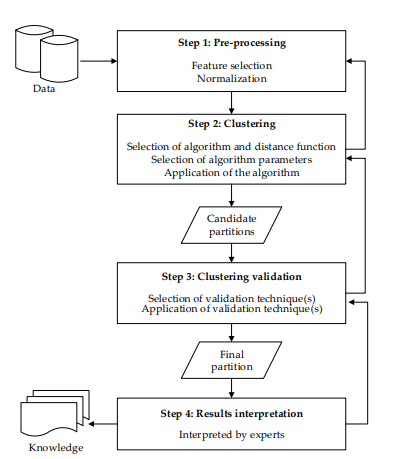 Step 1: Pre-processing
Feature selection
Normalization
Data
Step 2: Clustering
Selection of algorithm and distance function
Selection of algorithm parameters
Application of the algorithm
Candidate
partitions
Step 3: Clustering validation
Selection of validation technique(s)
Application of validation technique(s)
Final
partition
Step 4: Results interpretation
Interpreted by experts
Knowledge